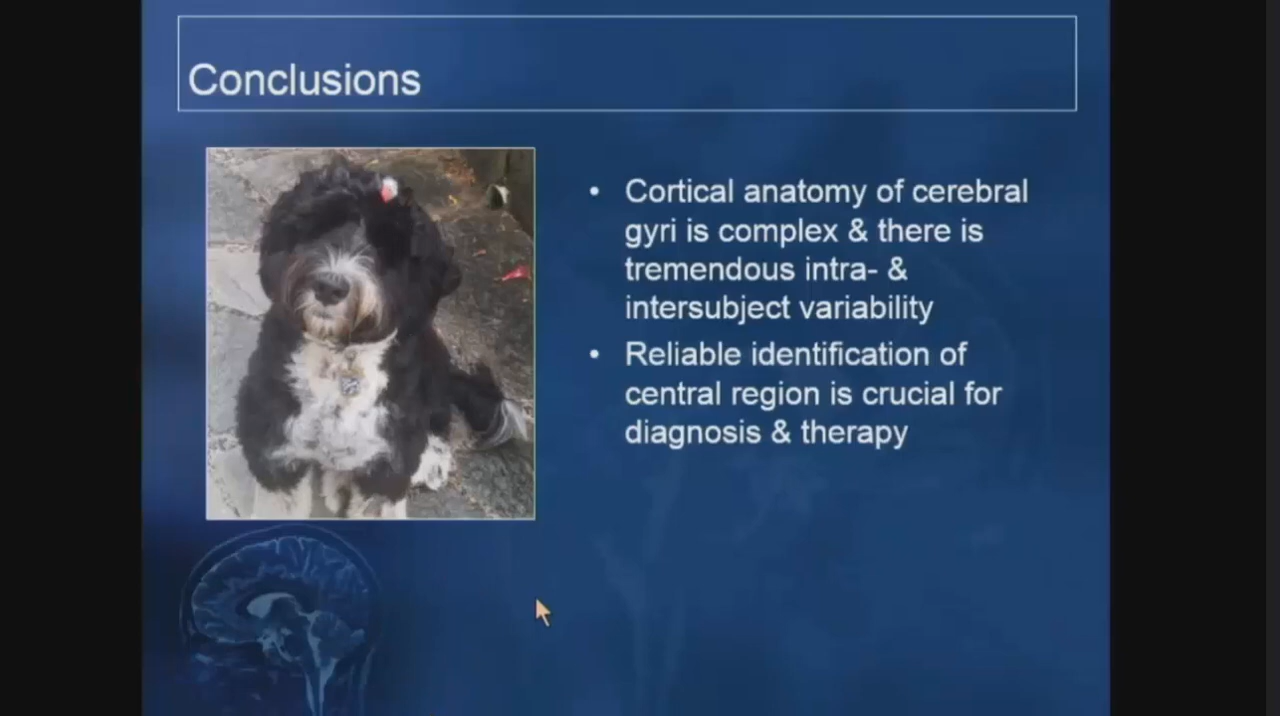 Conclusions
• Cortical anatomy of cerebral
gyri is complex & there is
tremendous intra- &
intersubject variability
• Reliable identification of
central region is crucial for
diagnosis & therapy